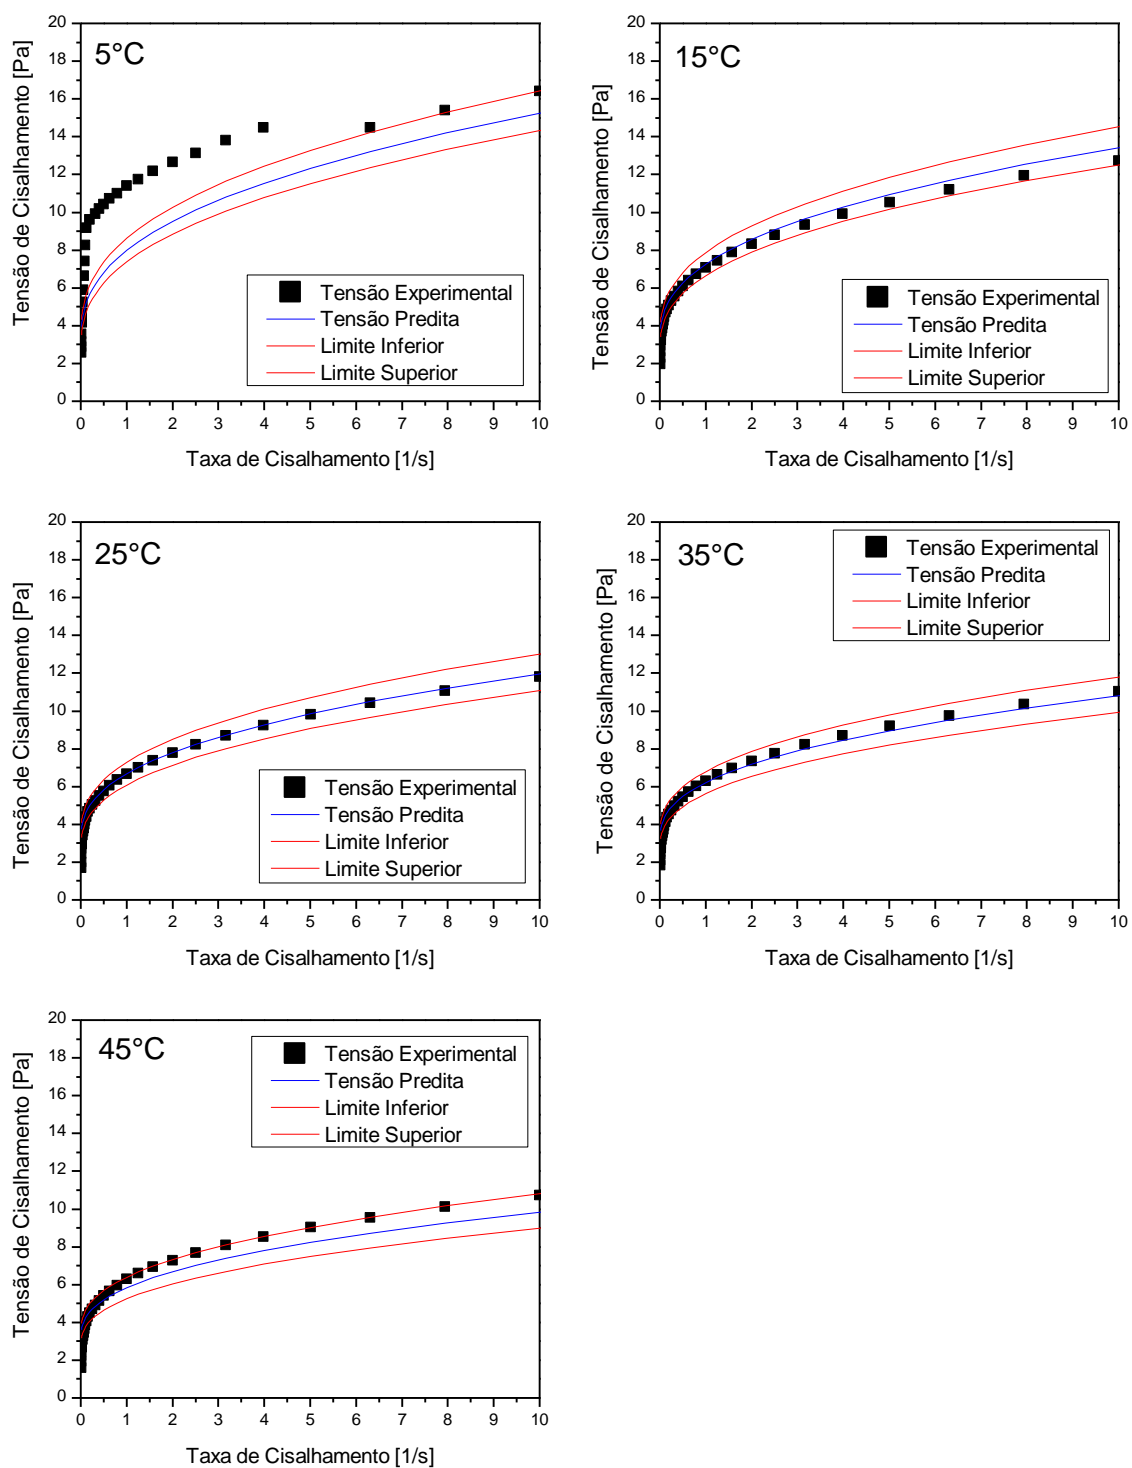 5°C
Tensão de Cisalhamento [Pa]
20
18
16
14
12
10
8
6
4
2
0
Tensão Experimental
Tensão Predita
Limite Inferior
Limite Superior
0 1 2 3 4 5 6 7 8 9 10
Taxa de Cisalhamento [1/s]
15°C
Tensão de Cisalhamento [Pa]
20
18
16
14
12
10
8
6
4
2
0
Tensão Experimental
Tensão Predita
Limite Inferior
Limite Superior
0 1 2 3 4 5 6 7 8 9 10
Taxa de Cisalhamento [1/s]
25°C
Tensão de Cisalhamento [Pa]
20
18
16
14
12
10
8
6
4
2
0
Tensão Experimental
Tensão Predita
Limite Inferior
Limite Superior
0 1 2 3 4 5 6 7 8 9 10
Taxa de Cisalhamento [1/s]
35°C
Tensão de Cisalhamento [Pa]
20
18
16
14
12
10
8
6
4
2
0
Tensão Experimental
Tensão Predita
Limite Inferior
Limite Superior
0 1 2 3 4 5 6 7 8 9 10
Taxa de Cisalhamento [1/s]
45°C
Tensão de Cisalhamento [Pa]
20
18
16
14
12
10
8
6
4
2
0
Tensão Experimental
Tensão Predita
Limite Inferior
Limite Superior
0 1 2 3 4 5 6 7 8 9 10
Taxa de Cisalhamento [1/s]